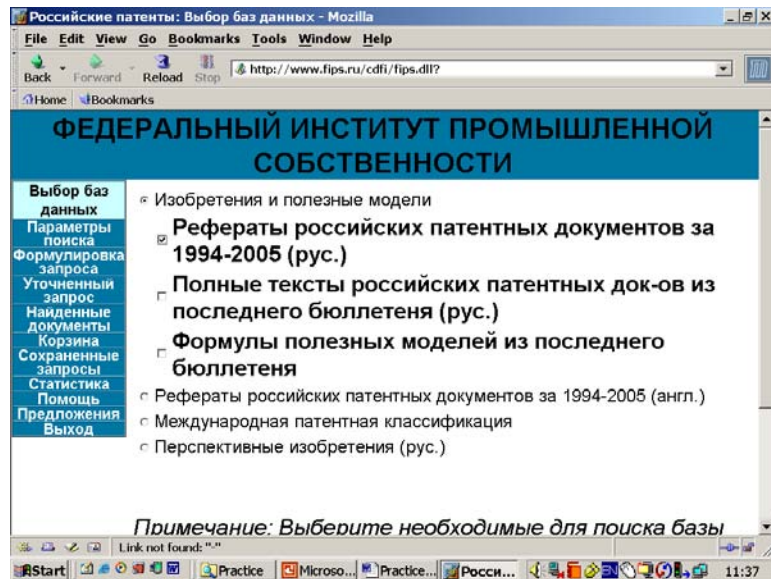 Российские патенты: Выбор баз данных - Mozilla
File Edit View Go Bookmarks Tools Window Help
Back Forward Reload Stop http://www.fips.ru/cdfi/fips.dll?
Home Bookmarks
ФЕДЕРАЛЬНЫЙ ИНСТИТУТ ПРОМЫШЛЕННОЙ
СОБСТВЕННОСТИ
Выбор баз
данных
Параметры
поиска
Формулировка
запроса
Уточненный
запрос
Найденные
документы
Корзина
Сохраненные
запросы
Статистика
Помощь
Предложения
Выход
Изобретения и полезные модели
Рефераты российских патентных документов за
1994-2005 (рус.)
Полные тексты российских патентных док-ов из
последнего бюллетеня (рус.)
Формулы полезных моделей из последнего
бюллетеня
Рефераты российских патентных документов за 1994-2005 (англ.)
Международная патентная классификация
Перспективные изобретения (рус.)
Примечание: Выберите необходимые для поиска базы
Link not found: "-"
Start Practice Microso... Practice... Росси... EN 11:37